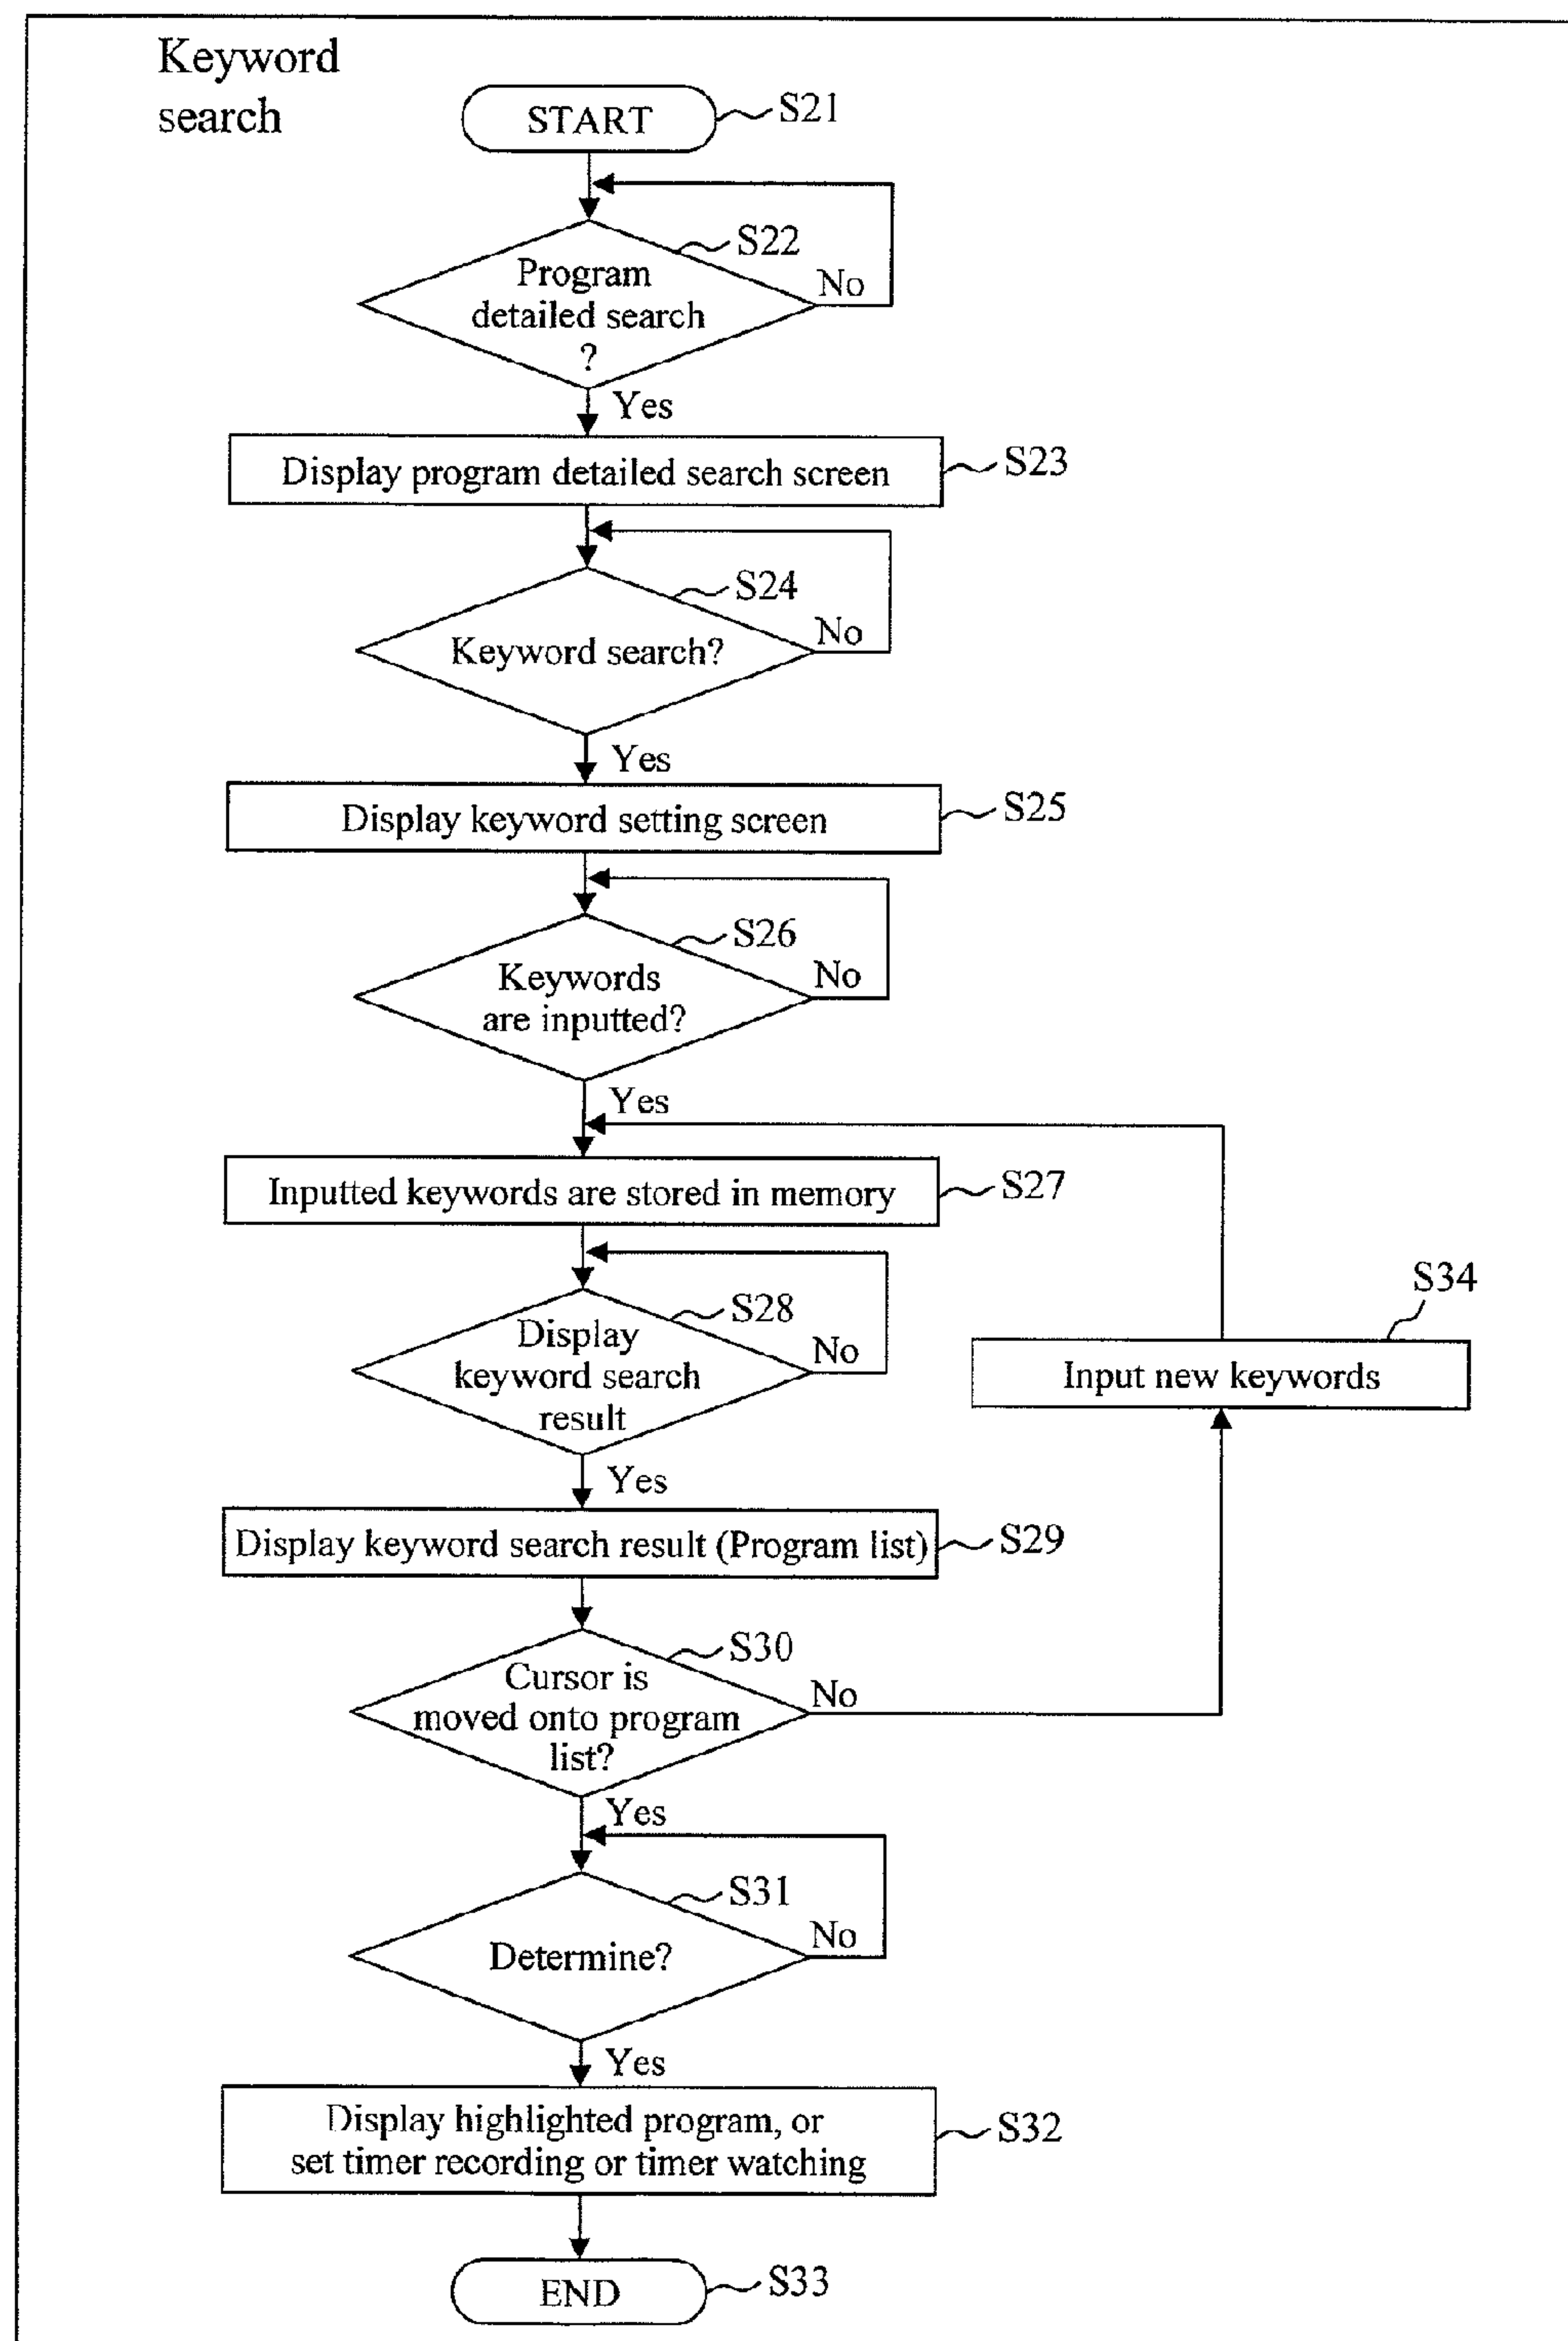 Keyword
search
START
S21
S22
Program
detailed search
?
No
Yes
Display program detailed search screen
S23
S24
Keyword search?
No
Yes
Display keyword setting screen
S25
S26
Keywords
are inputted?
No
Yes
Inputted keywords are stored in memory
S27
S28
Display
keyword search
result
No
S34
Input new keywords
Yes
Display keyword search result (Program list)
S29
S30
Cursor is
moved onto program
list?
No
Yes
S31
Determine?
No
Yes
Display highlighted program, or
set timer recording or timer watching
S32
END
S33